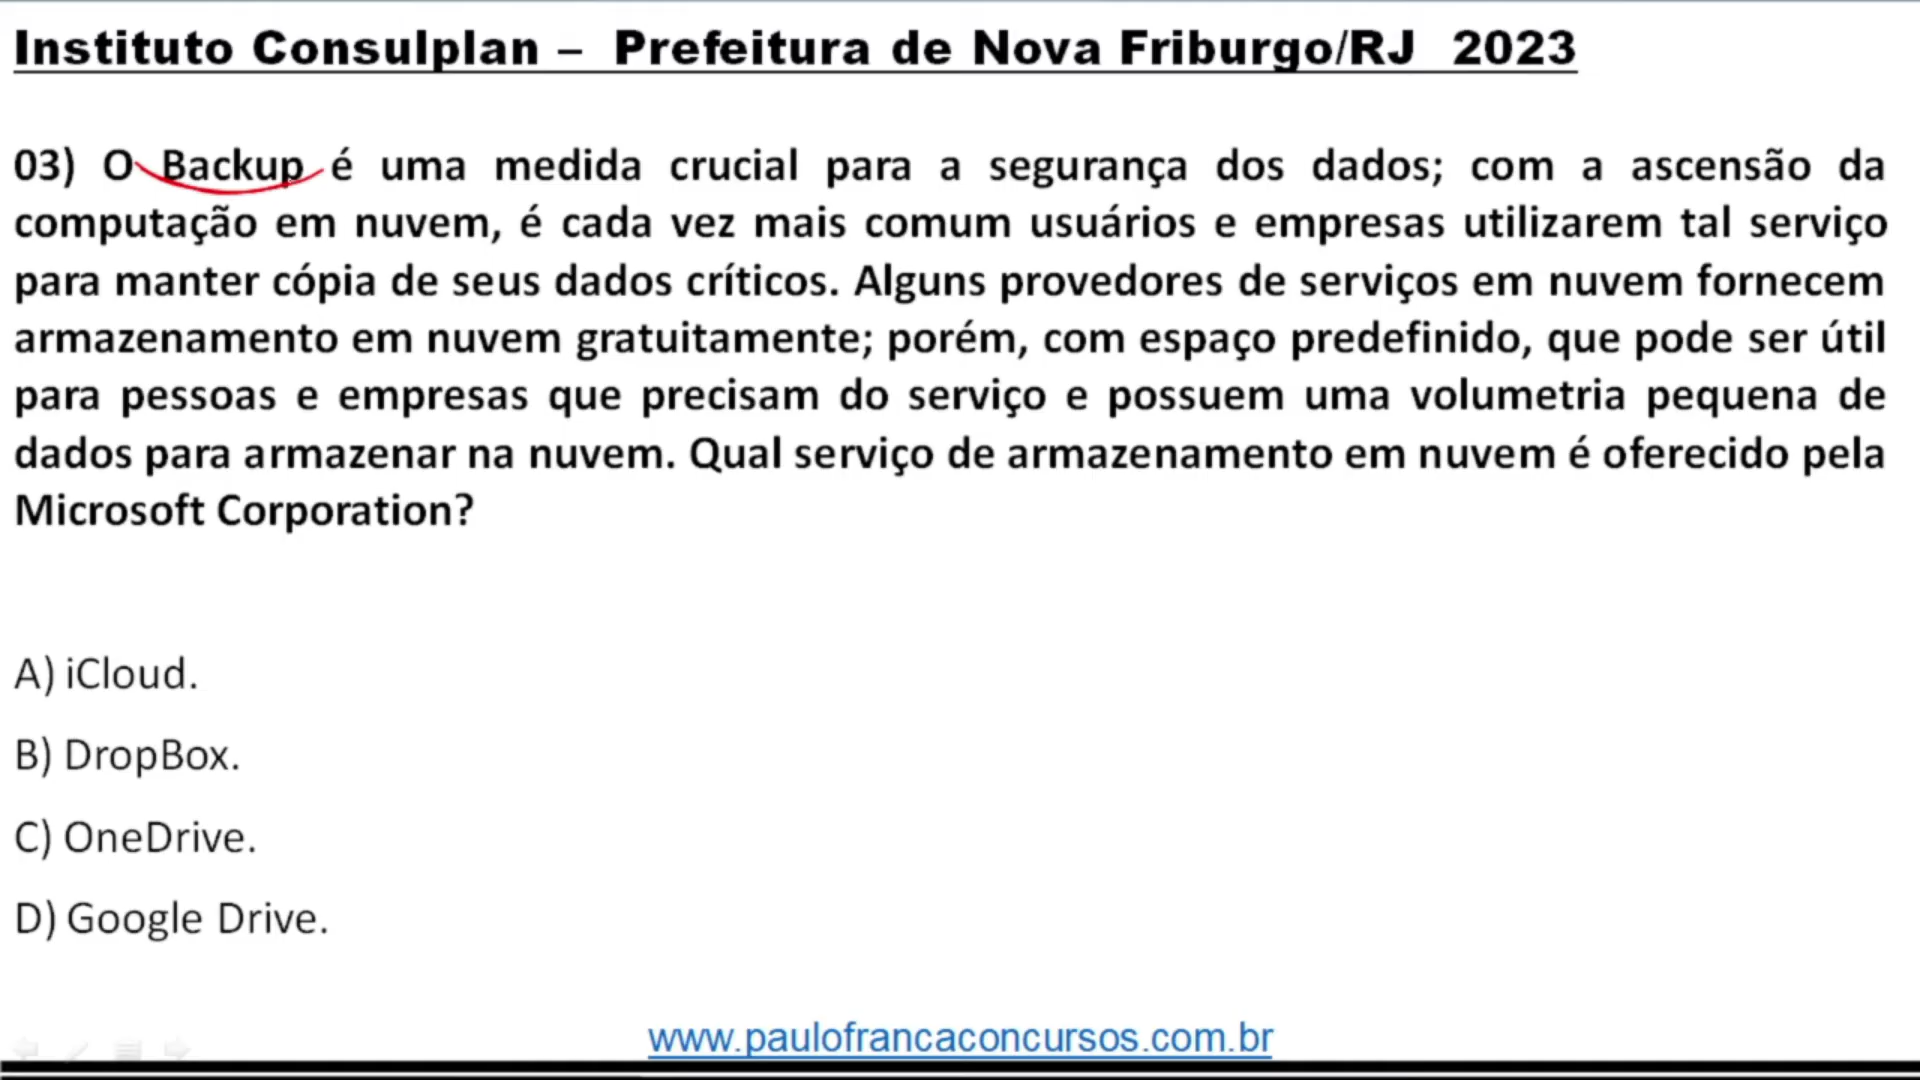 Instituto Consulplan – Prefeitura de Nova Friburgo/RJ 2023
03) O Backup é uma medida crucial para a segurança dos dados; com a ascensão da
computação em nuvem, é cada vez mais comum usuários e empresas utilizarem tal serviço
para manter cópia de seus dados críticos. Alguns provedores de serviços em nuvem fornecem
armazenamento em nuvem gratuitamente; porém, com espaço predefinido, que pode ser útil
para pessoas e empresas que precisam do serviço e possuem uma volumetria pequena de
dados para armazenar na nuvem. Qual serviço de armazenamento em nuvem é oferecido pela
Microsoft Corporation?
A) iCloud.
B) DropBox.
C) OneDrive.
D) Google Drive.
www.paulofrancaconcursos.com.br